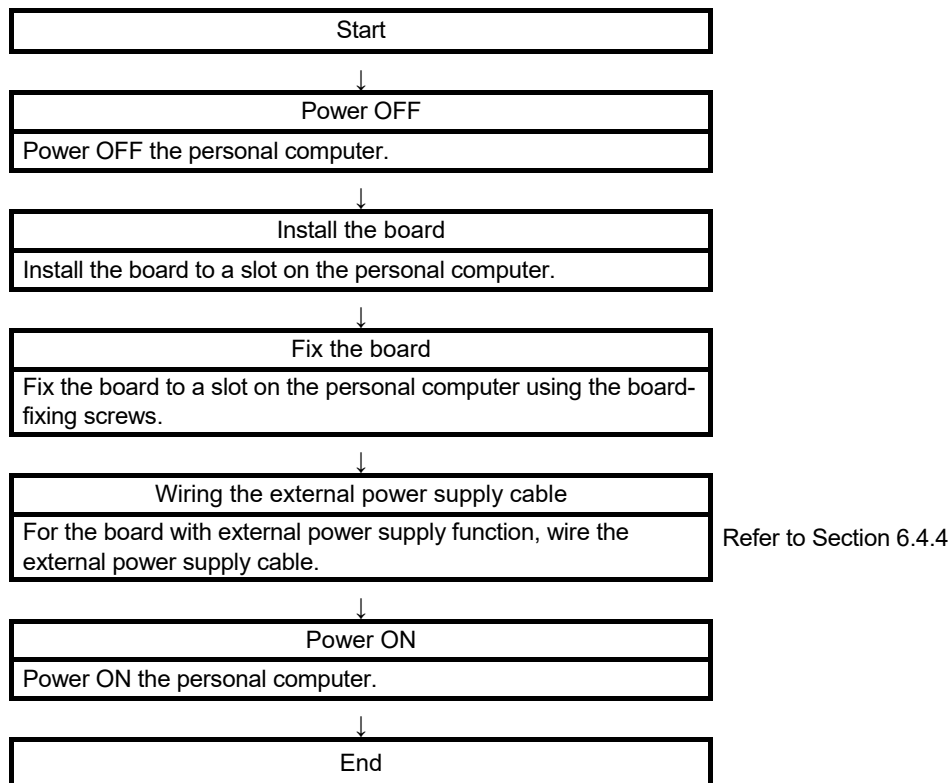 Start
↓
Power OFF
Power OFF the personal computer.
↓
Install the board
Install the board to a slot on the personal computer.
↓
Fix the board
Fix the board to a slot on the personal computer using the board-
fixing screws.
↓
Wiring the external power supply cable
For the board with external power supply function, wire the
external power supply cable.
Refer to Section 6.4.4
↓
Power ON
Power ON the personal computer.
↓
End